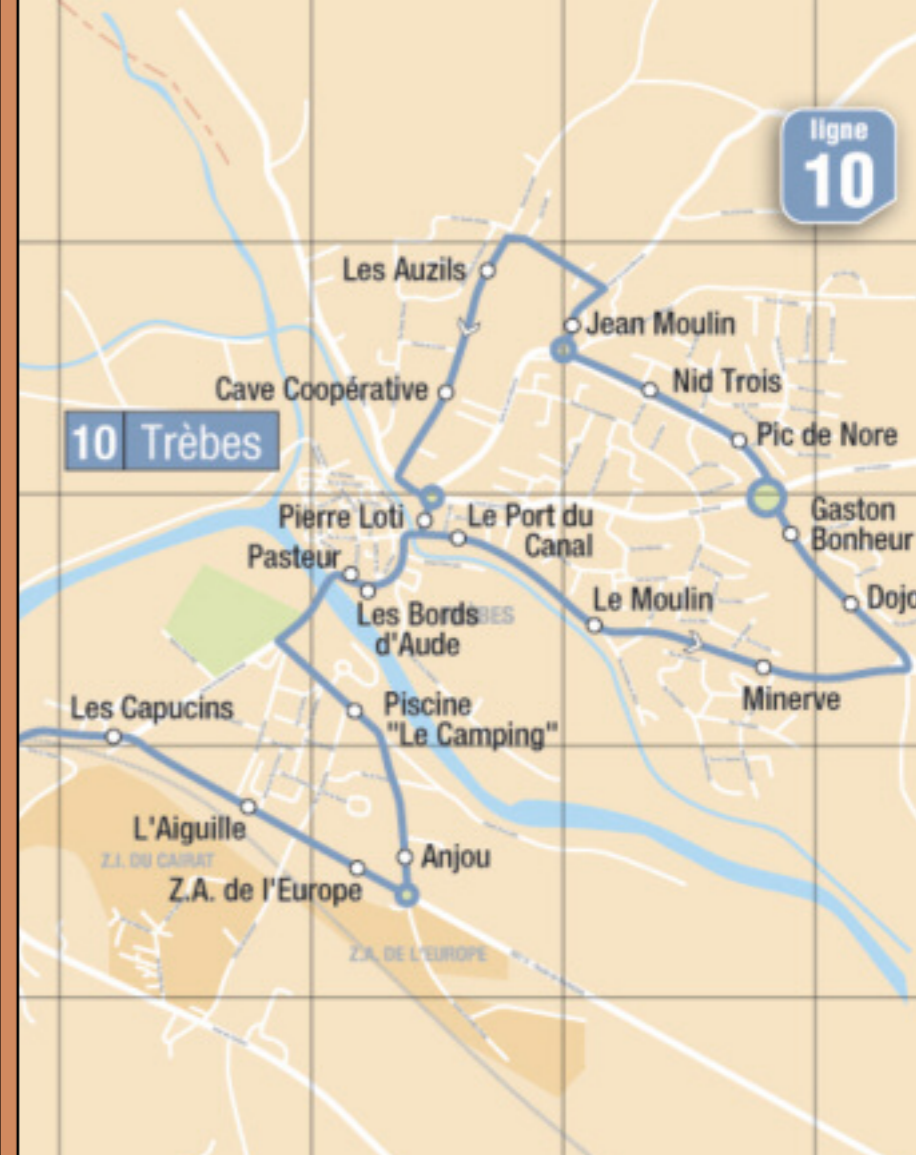 ligne
10
Les Auzils
Jean Moulin
Nid Trois
Cave Coopérative
10 Trèbes
Pic de Nore
Pierre Loti
Le Port du
Canal
Gaston
Bonheur
Pasteur
Les Bords
d'Aude
Le Moulin
Dojo
Minerve
Les Capucins
Piscine
"Le Camping"
L'Aiguille
Z.I. DU CAIRAT
Anjou
Z.A. de l'Europe
Z.A. DE L'EUROPE